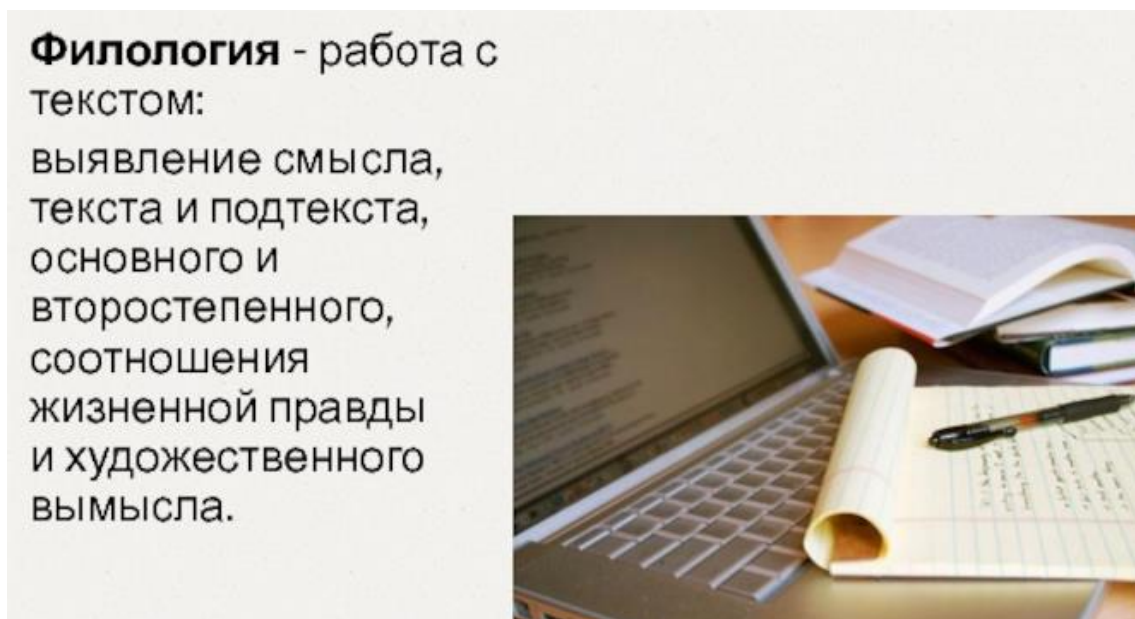 Филология - работа с
текстом:
выявление смысла,
текста и подтекста,
основного и
второстепенного,
соотношения
жизненной правды
и художественного
вымысла.